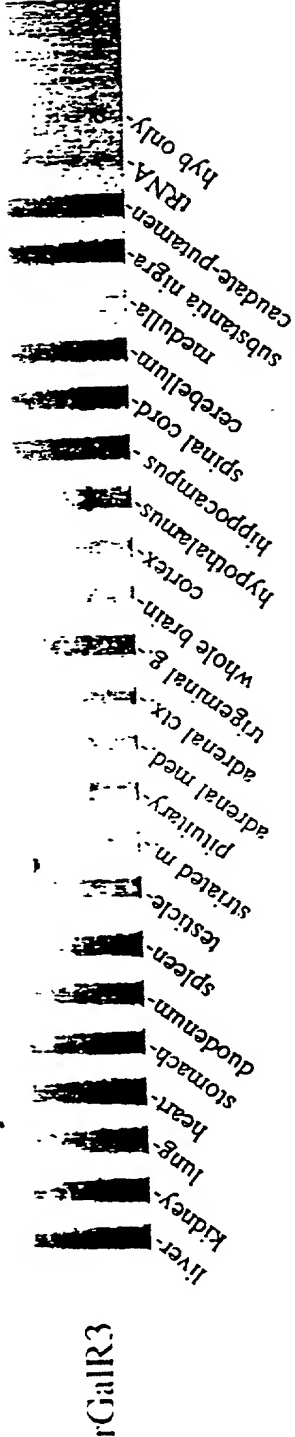 rGalR3
liver
kidney
lung
heart
stomach
duodenum
spleen
testicle
striated m.
pituitary
adrenal med
adrenal ctx
trigeminal g
whole brain
cortex
hypothalamus
hippocampus
spinal cord
cerebellum
medulla
substantia nigra
caudate-putamen
tRNA
hyb only